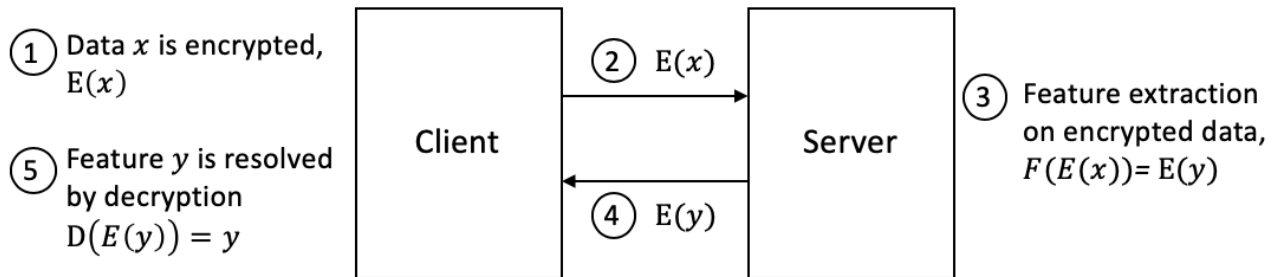 1 Data x is encrypted,
E(x)
5 Feature y is resolved
by decryption
D(E(y)) = y
Client
2 E(x)
4 E(y)
Server
3 Feature extraction
on encrypted data,
F(E(x))= E(y)